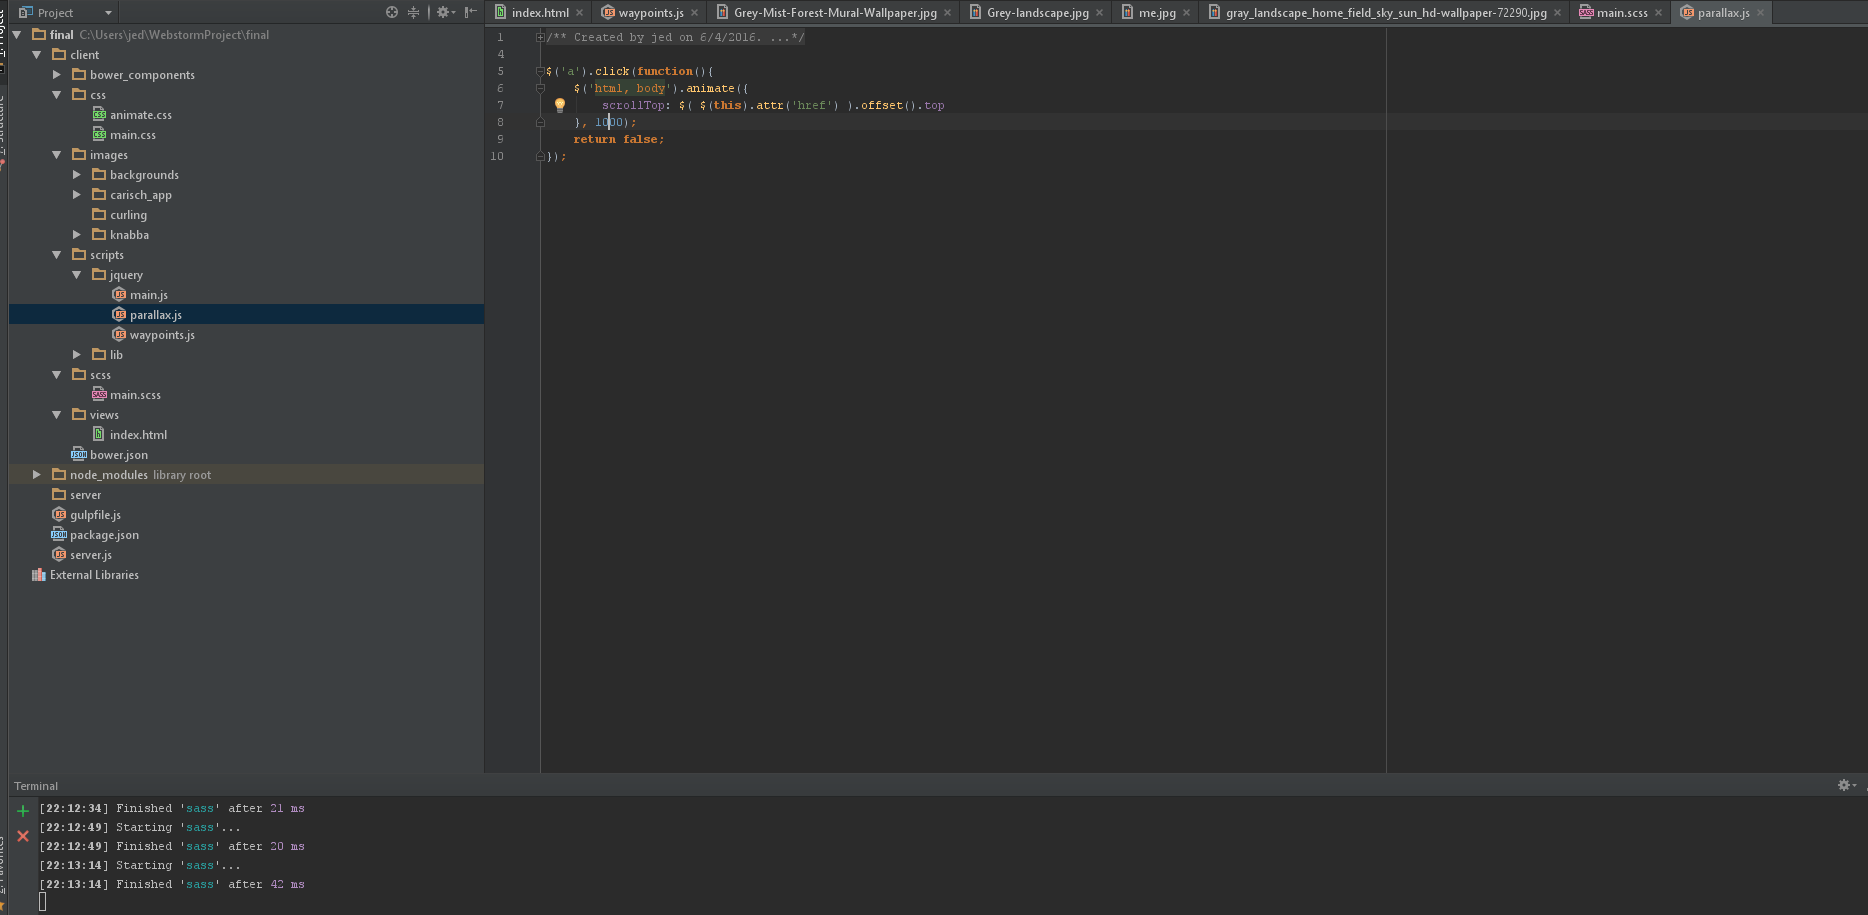 Project
index.html
waypoints.js
Grey-Mist-Forest-Mural-Wallpaper.jpg
Grey-landscape.jpg
me.jpg
gray_landscape_home_field_sky_sun_hd-wallpaper-72290.jpg
main.scss
parallax.js
final C:\Users\jed\WebstormProject\final
client
bower_components
css
animate.css
main.css
images
backgrounds
carisch_app
curling
knabba
scripts
jquery
main.js
parallax.js
waypoints.js
lib
scss
main.scss
views
index.html
bower.json
node_modules library root
server
gulpfile.js
package.json
server.js
External Libraries
1 /** Created by jed on 6/4/2016. ...*/
4
5 $('a').click(function(){
6 $('html, body').animate({
7 scrollTop: $( $(this).attr('href') ).offset().top
8 }, 1000);
9 return false;
10 });
Terminal
[22:12:34] Finished 'sass' after 21 ms
[22:12:49] Starting 'sass'...
[22:12:49] Finished 'sass' after 20 ms
[22:13:14] Starting 'sass'...
[22:13:14] Finished 'sass' after 42 ms